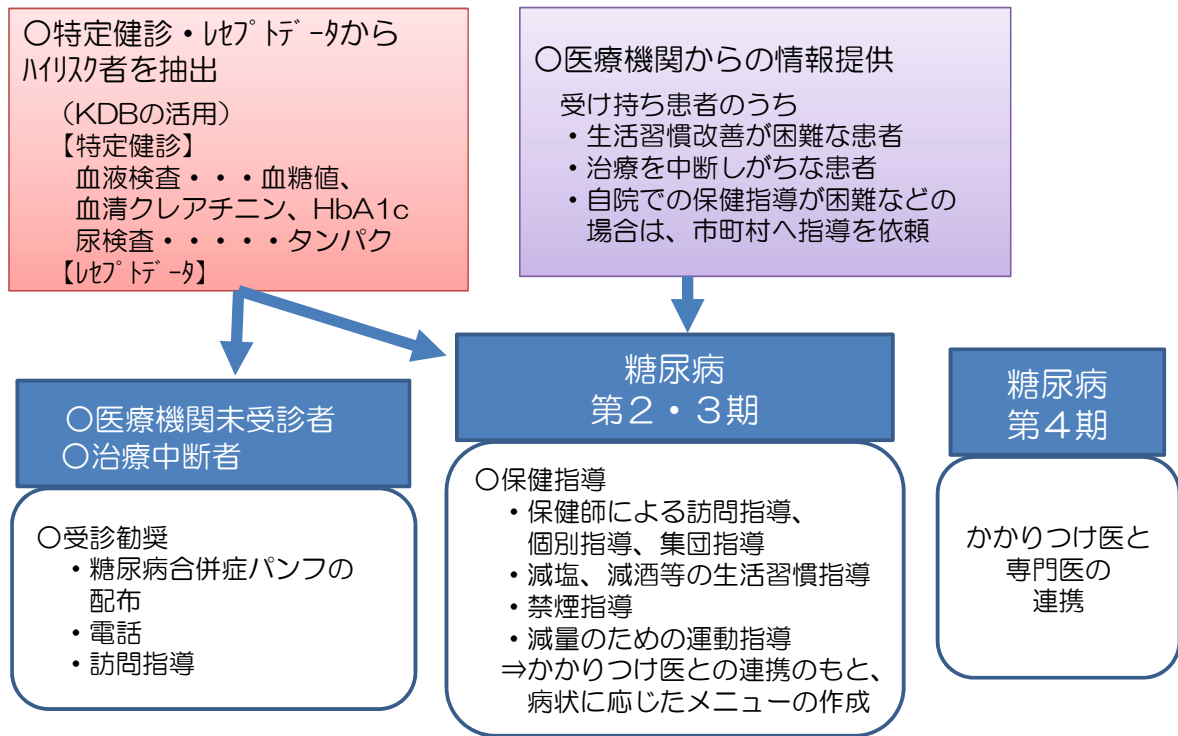 〇特定健診・ﾚｾﾌﾟﾄﾃﾞｰﾀから
ﾊｲﾘｽｸ者を抽出
（KDBの活用）
【特定健診】
血液検査・・・血糖値、
血清クレアチニン、HbA1c
尿検査・・・・・タンパク
【ﾚｾﾌﾟﾄﾃﾞｰﾀ】
〇医療機関からの情報提供
受け持ち患者のうち
・生活習慣改善が困難な患者
・治療を中断しがちな患者
・自院での保健指導が困難などの
場合は、市町村へ指導を依頼
〇医療機関未受診者
〇治療中断者
〇受診勧奨
・糖尿病合併症パンフの
配布
・電話
・訪問指導
糖尿病
第２・３期
〇保健指導
・保健師による訪問指導、
個別指導、集団指導
・減塩、減酒等の生活習慣指導
・禁煙指導
・減量のための運動指導
⇒かかりつけ医との連携のもと、
病状に応じたメニューの作成
糖尿病
第４期
かかりつけ医と
専門医の
連携